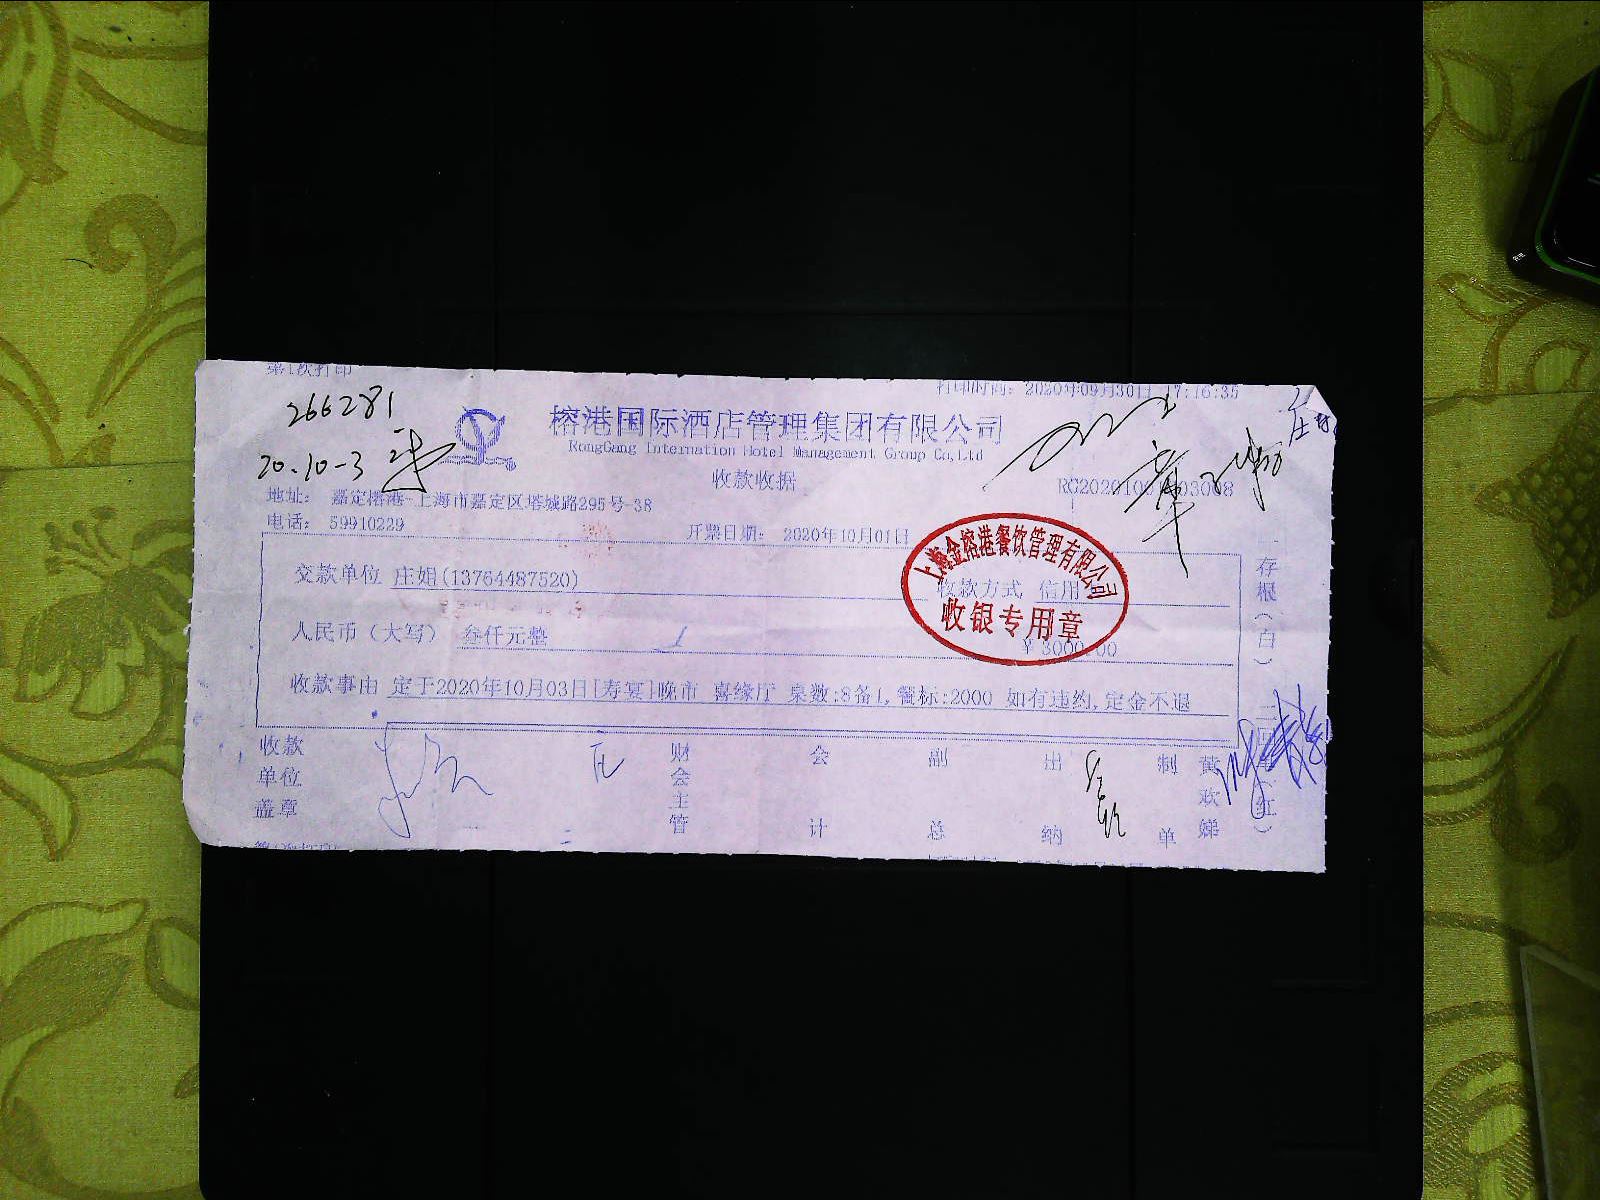 第1次打印
打印时间: 2020年09月30日 17:16:35
266281
20.10-3
榕港国际酒店管理集团有限公司
RongGang Internation Hotel Management Group Co,Ltd
收款收据
地址: 嘉定榕港-上海市嘉定区塔城路295号-38
电话: 59910229
开票日期: 2020年10月01日
交款单位 庄姐(13764487520)
收款方式 信用
人民币(大写) 叁仟元整
¥3000.00
收款事由 定于2020年10月03日[寿宴]晚市 喜缘厅 桌数:8备1,餐标:2000 如有违约,定金不退
上海金榕港餐饮管理有限公司
收银专用章
一存根(白) 二回单(红)
收款单位盖章
财会主管
会计
副总
出纳
制单
黄欢娣